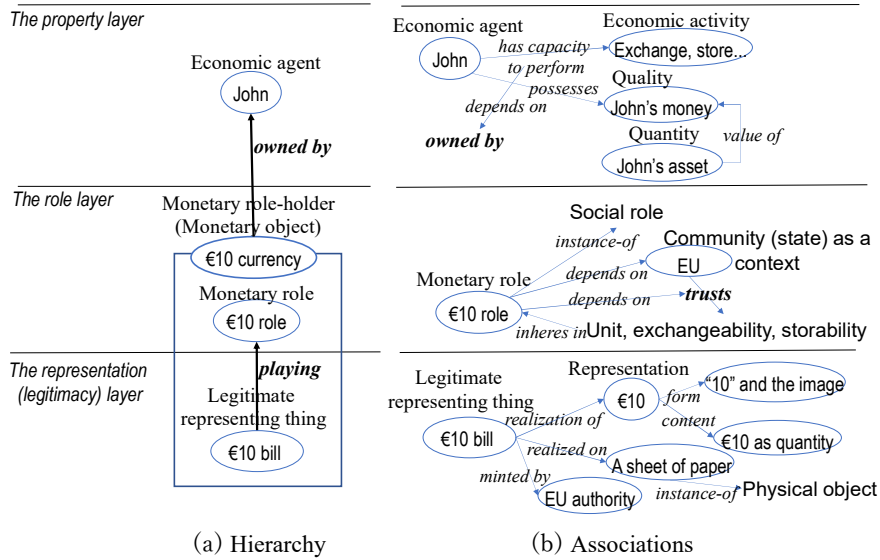 The property layer
Economic agent
John
owned by
The role layer
Monetary role-holder
(Monetary object)
€10 currency
Monetary role
€10 role
The representation
(legitimacy) layer
playing
Legitimate
representing thing
€10 bill
(a) Hierarchy
Economic agent
John
has capacity
to perform
Economic activity
Exchange, store...
possesses
Quality
John's money
depends on
owned by
Quantity
John's asset
value of
Social role
instance-of
Community (state) as a
context
EU
Monetary role
€10 role
depends on
depends on
trusts
inheres in
Unit, exchangeability, storability
Legitimate
representing thing
€10 bill
Representation
€10
realization of
form
"10" and the image
content
€10 as quantity
realized on
A sheet of paper
minted by
EU authority
instance-of
Physical object
(b) Associations